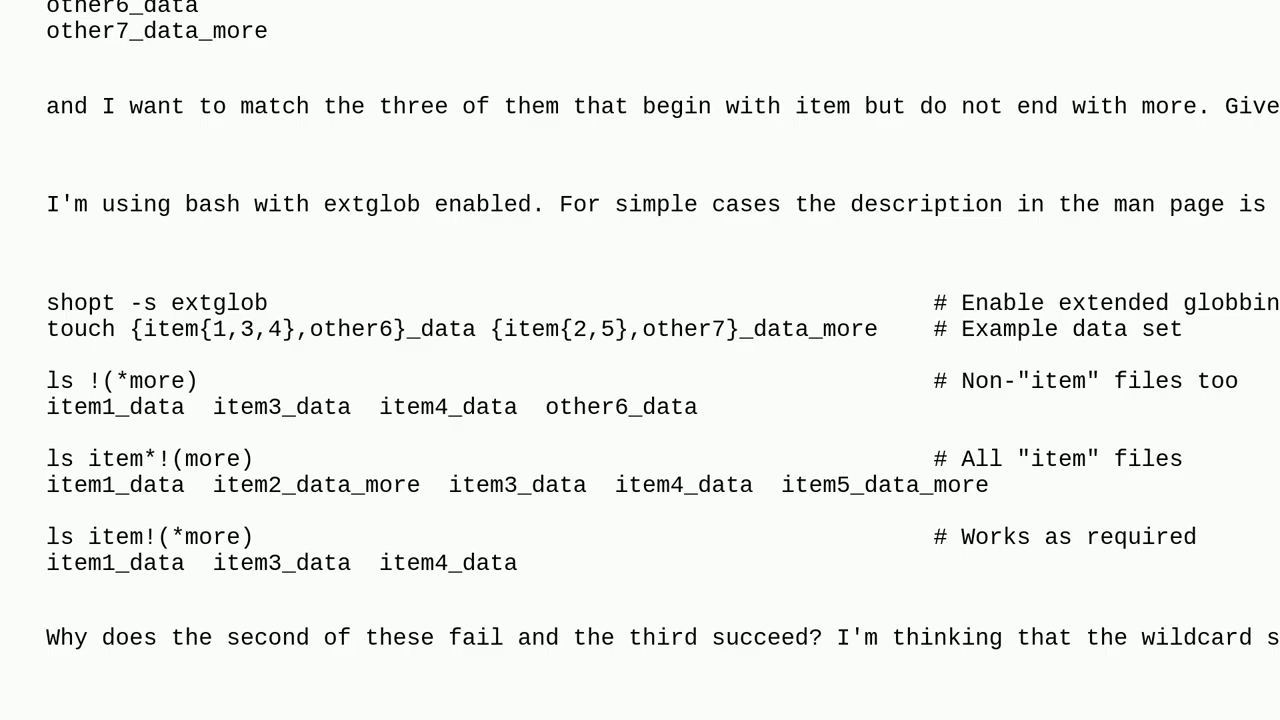 other6_data
other7_data_more
and I want to match the three of them that begin with item but do not end with more. Give
I'm using bash with extglob enabled. For simple cases the description in the man page is
shopt -s extglob # Enable extended globbin
touch {item{1,3,4},other6}_data {item{2,5},other7}_data_more # Example data set
ls !(*more) # Non-"item" files too
item1_data item3_data item4_data other6_data
ls item*!(more) # All "item" files
item1_data item2_data_more item3_data item4_data item5_data_more
ls item!(*more) # Works as required
item1_data item3_data item4_data
Why does the second of these fail and the third succeed? I'm thinking that the wildcard s